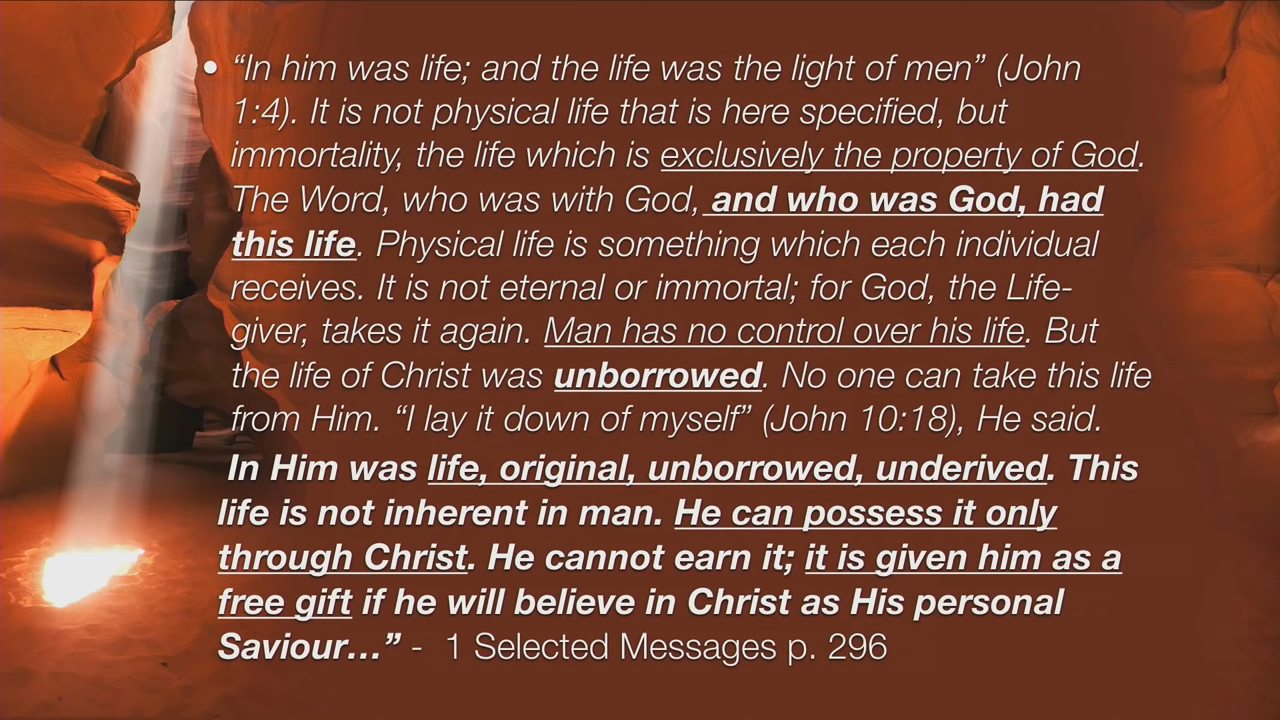 • “In him was life; and the life was the light of men” (John
1:4). It is not physical life that is here specified, but
immortality, the life which is exclusively the property of God.
The Word, who was with God, and who was God, had
this life. Physical life is something which each individual
receives. It is not eternal or immortal; for God, the Life-
giver, takes it again. Man has no control over his life. But
the life of Christ was unborrowed. No one can take this life
from Him. “I lay it down of myself” (John 10:18), He said.
In Him was life, original, unborrowed, underived. This
life is not inherent in man. He can possess it only
through Christ. He cannot earn it; it is given him as a
free gift if he will believe in Christ as His personal
Saviour…” - 1 Selected Messages p. 296